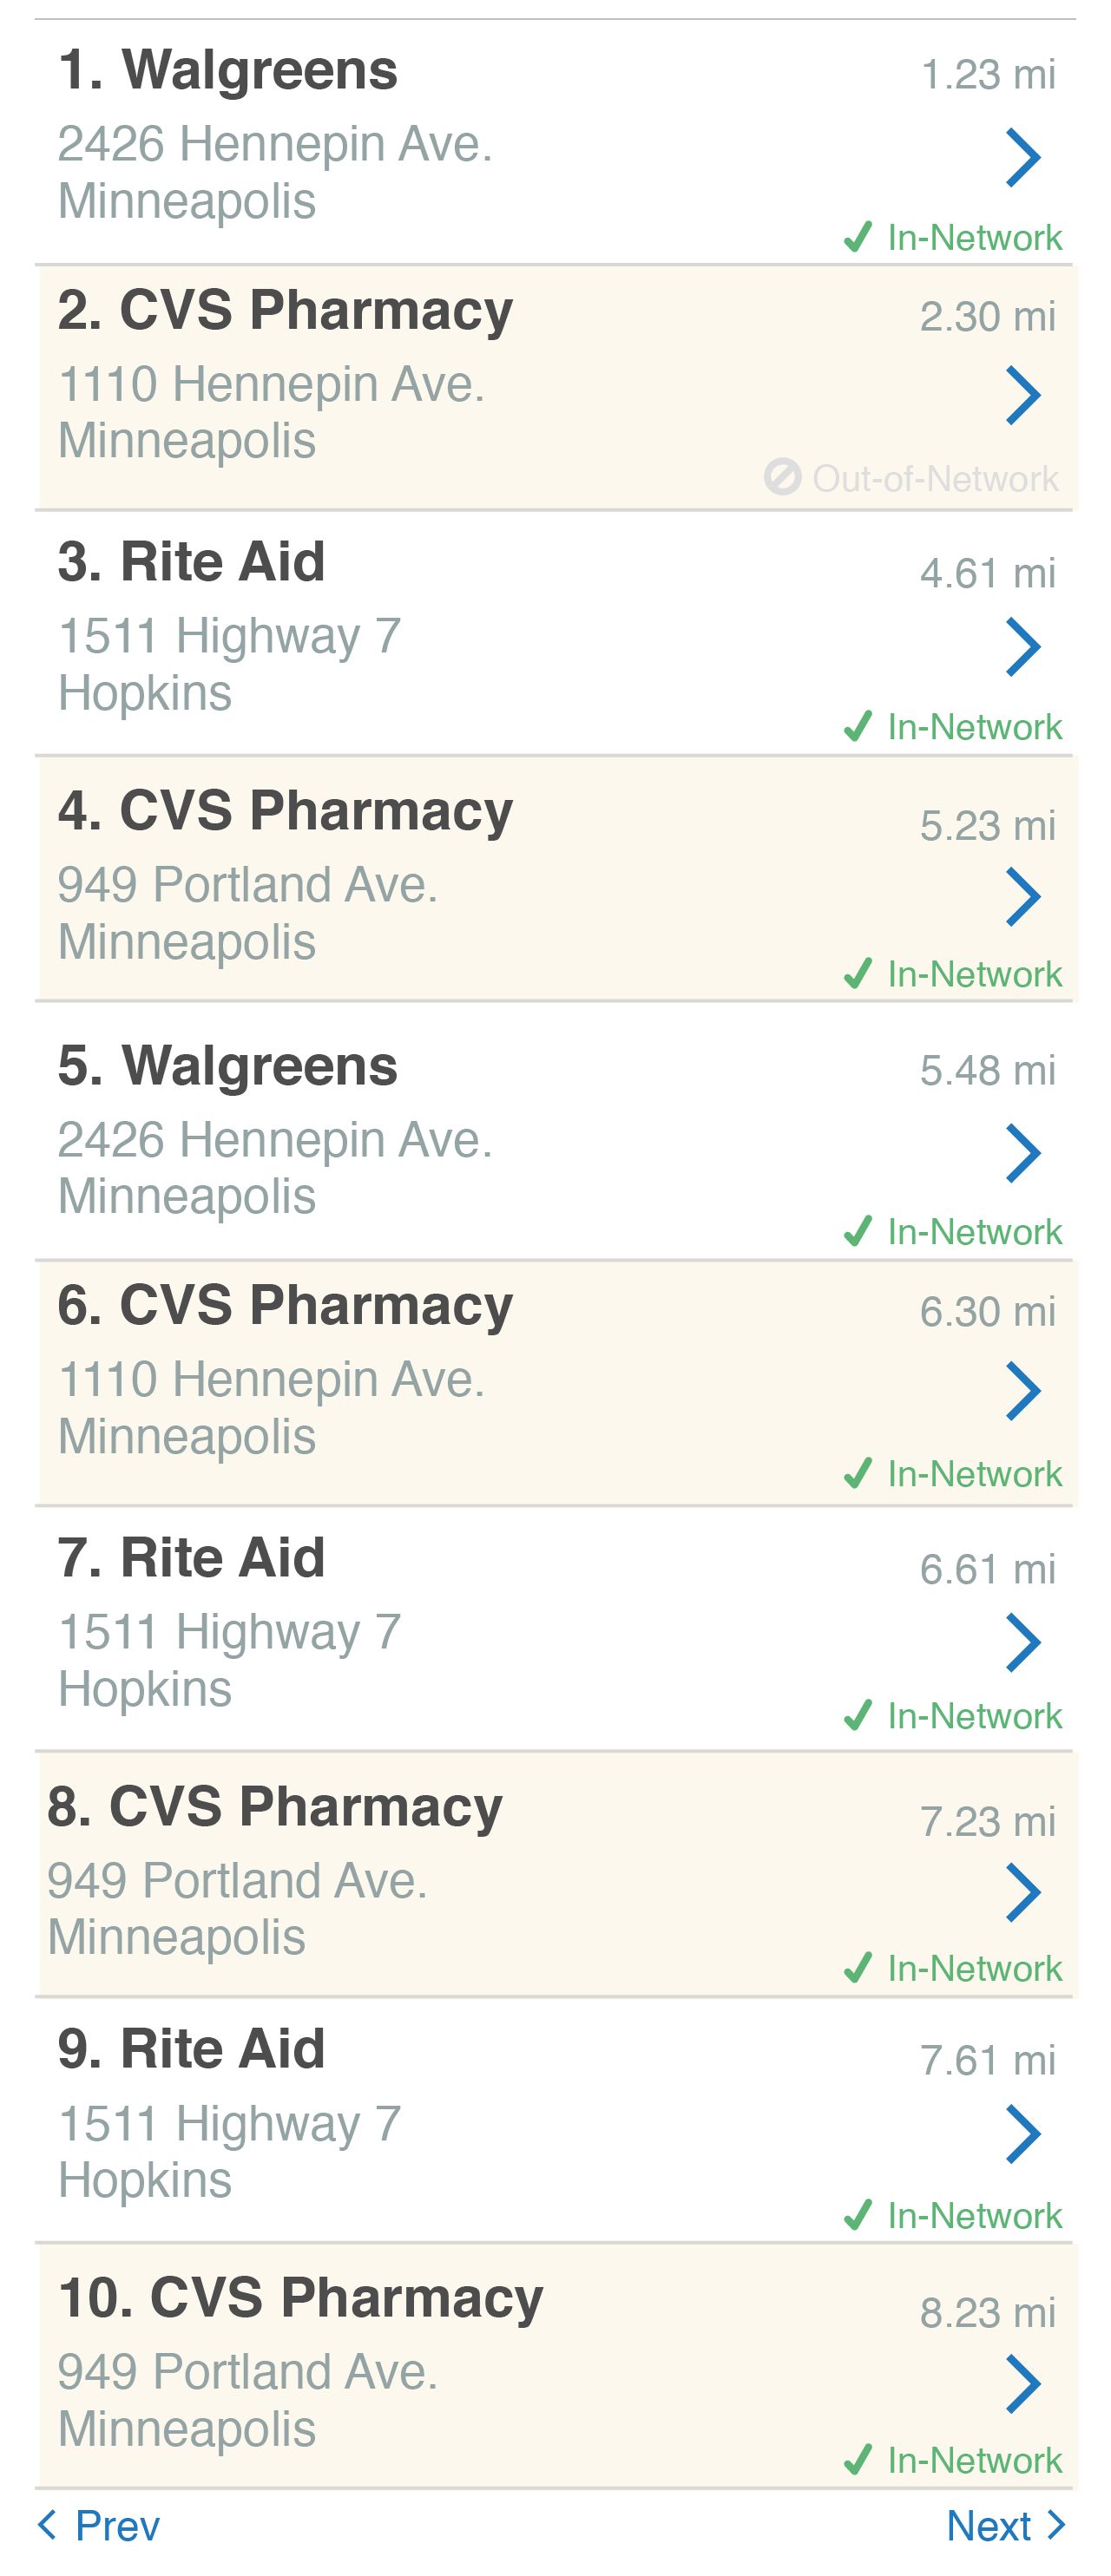 1. Walgreens
1.23 mi
2426 Hennepin Ave.
Minneapolis
In-Network
2. CVS Pharmacy
2.30 mi
1110 Hennepin Ave.
Minneapolis
Out-of-Network
3. Rite Aid
4.61 mi
1511 Highway 7
Hopkins
In-Network
4. CVS Pharmacy
5.23 mi
949 Portland Ave.
Minneapolis
In-Network
5. Walgreens
5.48 mi
2426 Hennepin Ave.
Minneapolis
In-Network
6. CVS Pharmacy
6.30 mi
1110 Hennepin Ave.
Minneapolis
In-Network
7. Rite Aid
6.61 mi
1511 Highway 7
Hopkins
In-Network
8. CVS Pharmacy
7.23 mi
949 Portland Ave.
Minneapolis
In-Network
9. Rite Aid
7.61 mi
1511 Highway 7
Hopkins
In-Network
10. CVS Pharmacy
8.23 mi
949 Portland Ave.
Minneapolis
In-Network
Prev
Next